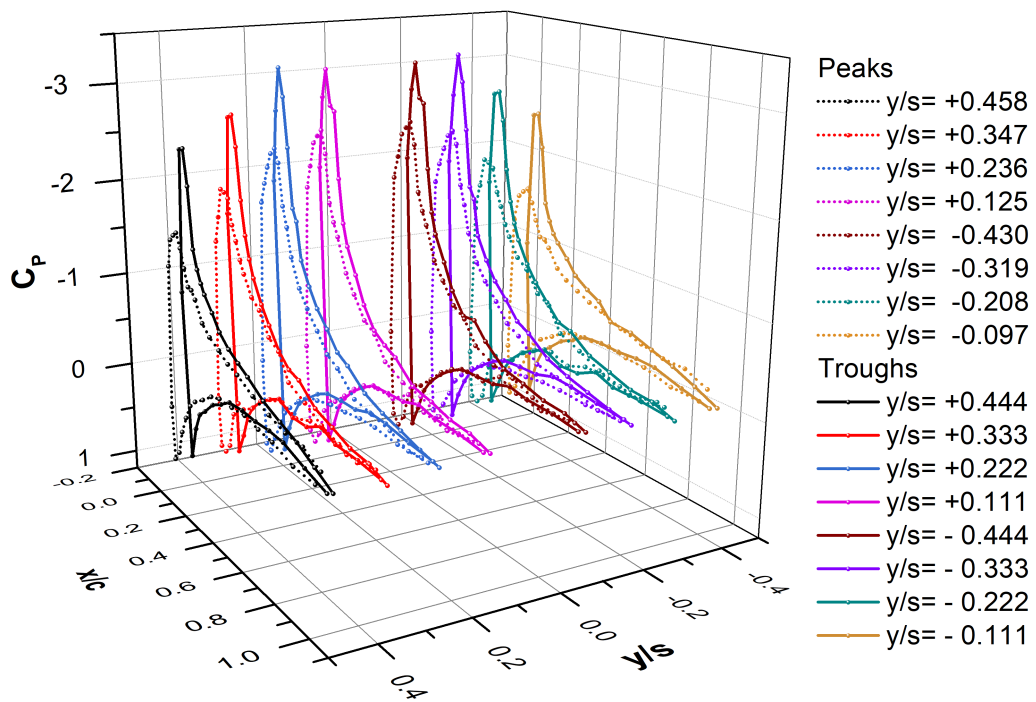 -3
-2
-1
0
1
C_P
-0.2
0.0
0.2
0.4
0.6
0.8
1.0
x/c
0.4
0.2
0.0
-0.2
-0.4
y/s
Peaks
y/s= +0.458
y/s= +0.347
y/s= +0.236
y/s= +0.125
y/s= -0.430
y/s= -0.319
y/s= -0.208
y/s= -0.097
Troughs
y/s= +0.444
y/s= +0.333
y/s= +0.222
y/s= +0.111
y/s= - 0.444
y/s= - 0.333
y/s= - 0.222
y/s= - 0.111